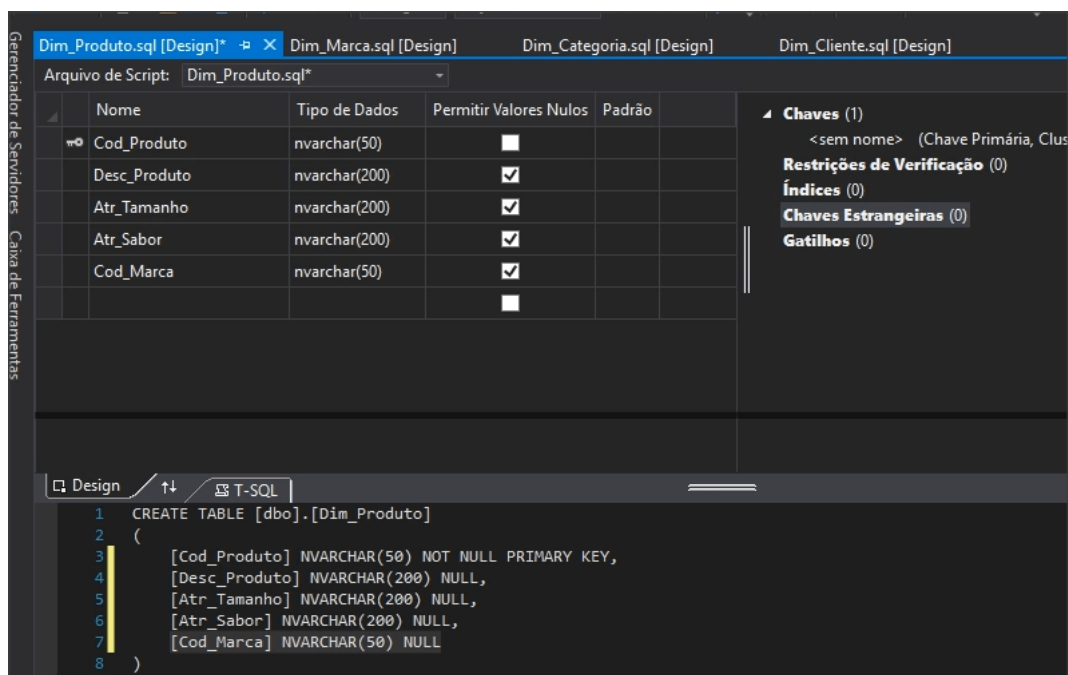 Dim_Produto.sql [Design]* Dim_Marca.sql [Design] Dim_Categoria.sql [Design] Dim_Cliente.sql [Design]
Arquivo de Script: Dim_Produto.sql*
Nome Tipo de Dados Permitir Valores Nulos Padrão
Cod_Produto nvarchar(50)
Desc_Produto nvarchar(200)
Atr_Tamanho nvarchar(200)
Atr_Sabor nvarchar(200)
Cod_Marca nvarchar(50)
Chaves (1)
<sem nome> (Chave Primária, Clus
Restrições de Verificação (0)
Índices (0)
Chaves Estrangeiras (0)
Gatilhos (0)
Gerenciador de Servidores
Caixa de Ferramentas
Design T-SQL
1 CREATE TABLE [dbo].[Dim_Produto]
2 (
3 [Cod_Produto] NVARCHAR(50) NOT NULL PRIMARY KEY,
4 [Desc_Produto] NVARCHAR(200) NULL,
5 [Atr_Tamanho] NVARCHAR(200) NULL,
6 [Atr_Sabor] NVARCHAR(200) NULL,
7 [Cod_Marca] NVARCHAR(50) NULL
8 )